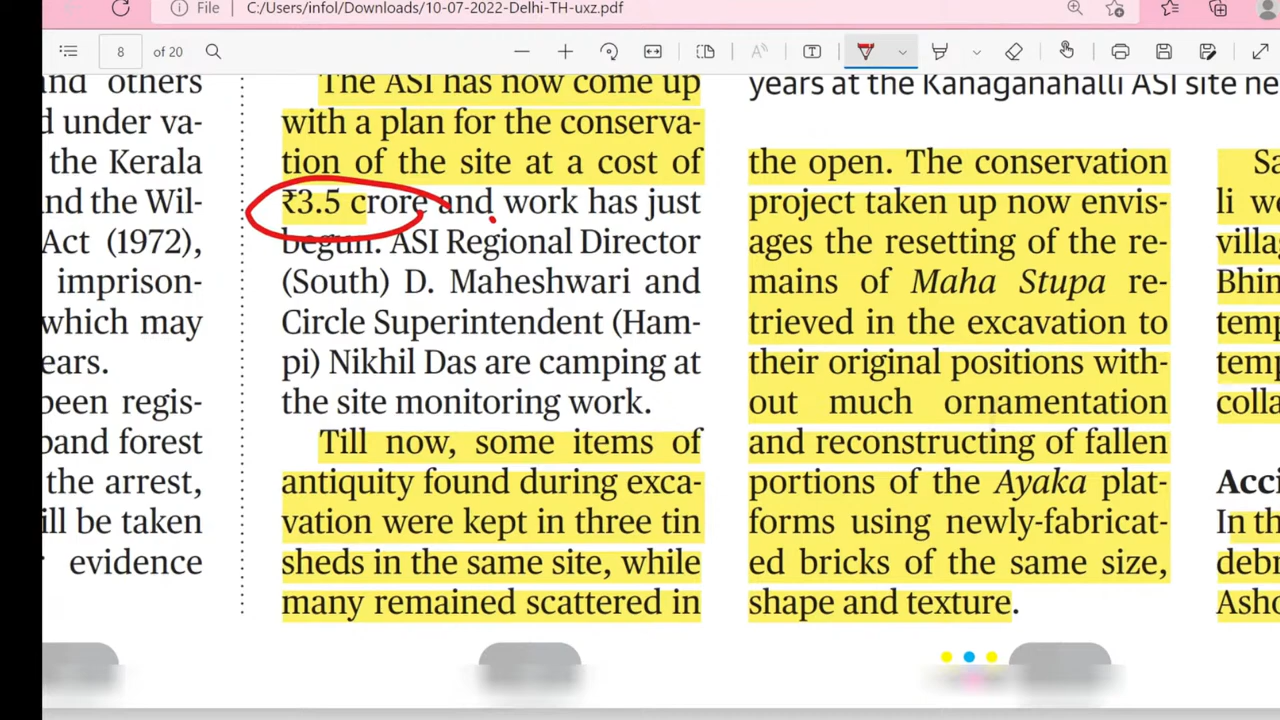 File
C:/Users/infol/Downloads/10-07-2022-Delhi-TH-uxz.pdf
8 of 20
and others
d under va-
the Kerala
and the Wil-
Act (1972),
imprison-
which may
ears.
been regis-
band forest
the arrest,
ill be taken
evidence
The ASI has now come up
with a plan for the conserva-
tion of the site at a cost of
₹3.5 crore and work has just
begun. ASI Regional Director
(South) D. Maheshwari and
Circle Superintendent (Ham-
pi) Nikhil Das are camping at
the site monitoring work.
Till now, some items of
antiquity found during exca-
vation were kept in three tin
sheds in the same site, while
many remained scattered in
years at the Kanaganahalli ASI site ne
the open. The conservation
project taken up now envis-
ages the resetting of the re-
mains of Maha Stupa re-
trieved in the excavation to
their original positions with-
out much ornamentation
and reconstructing of fallen
portions of the Ayaka plat-
forms using newly-fabricat-
ed bricks of the same size,
shape and texture.
Sa
li we
villag
Bhin
temp
temp
colla
Acci
In th
debr
Asho